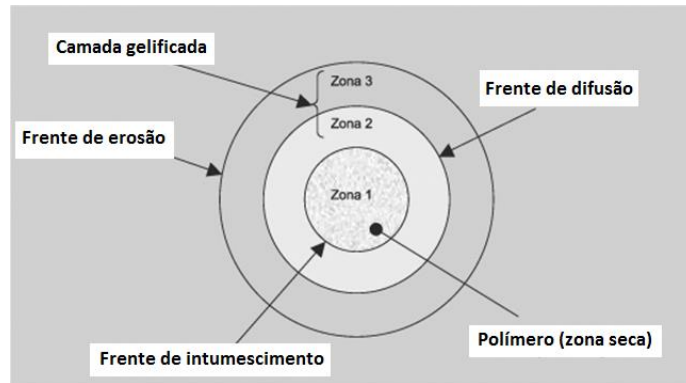 Camada gelificada
Zona 3
Frente de difusão
Zona 2
Frente de erosão
Zona 1
Polímero (zona seca)
Frente de intumescimento